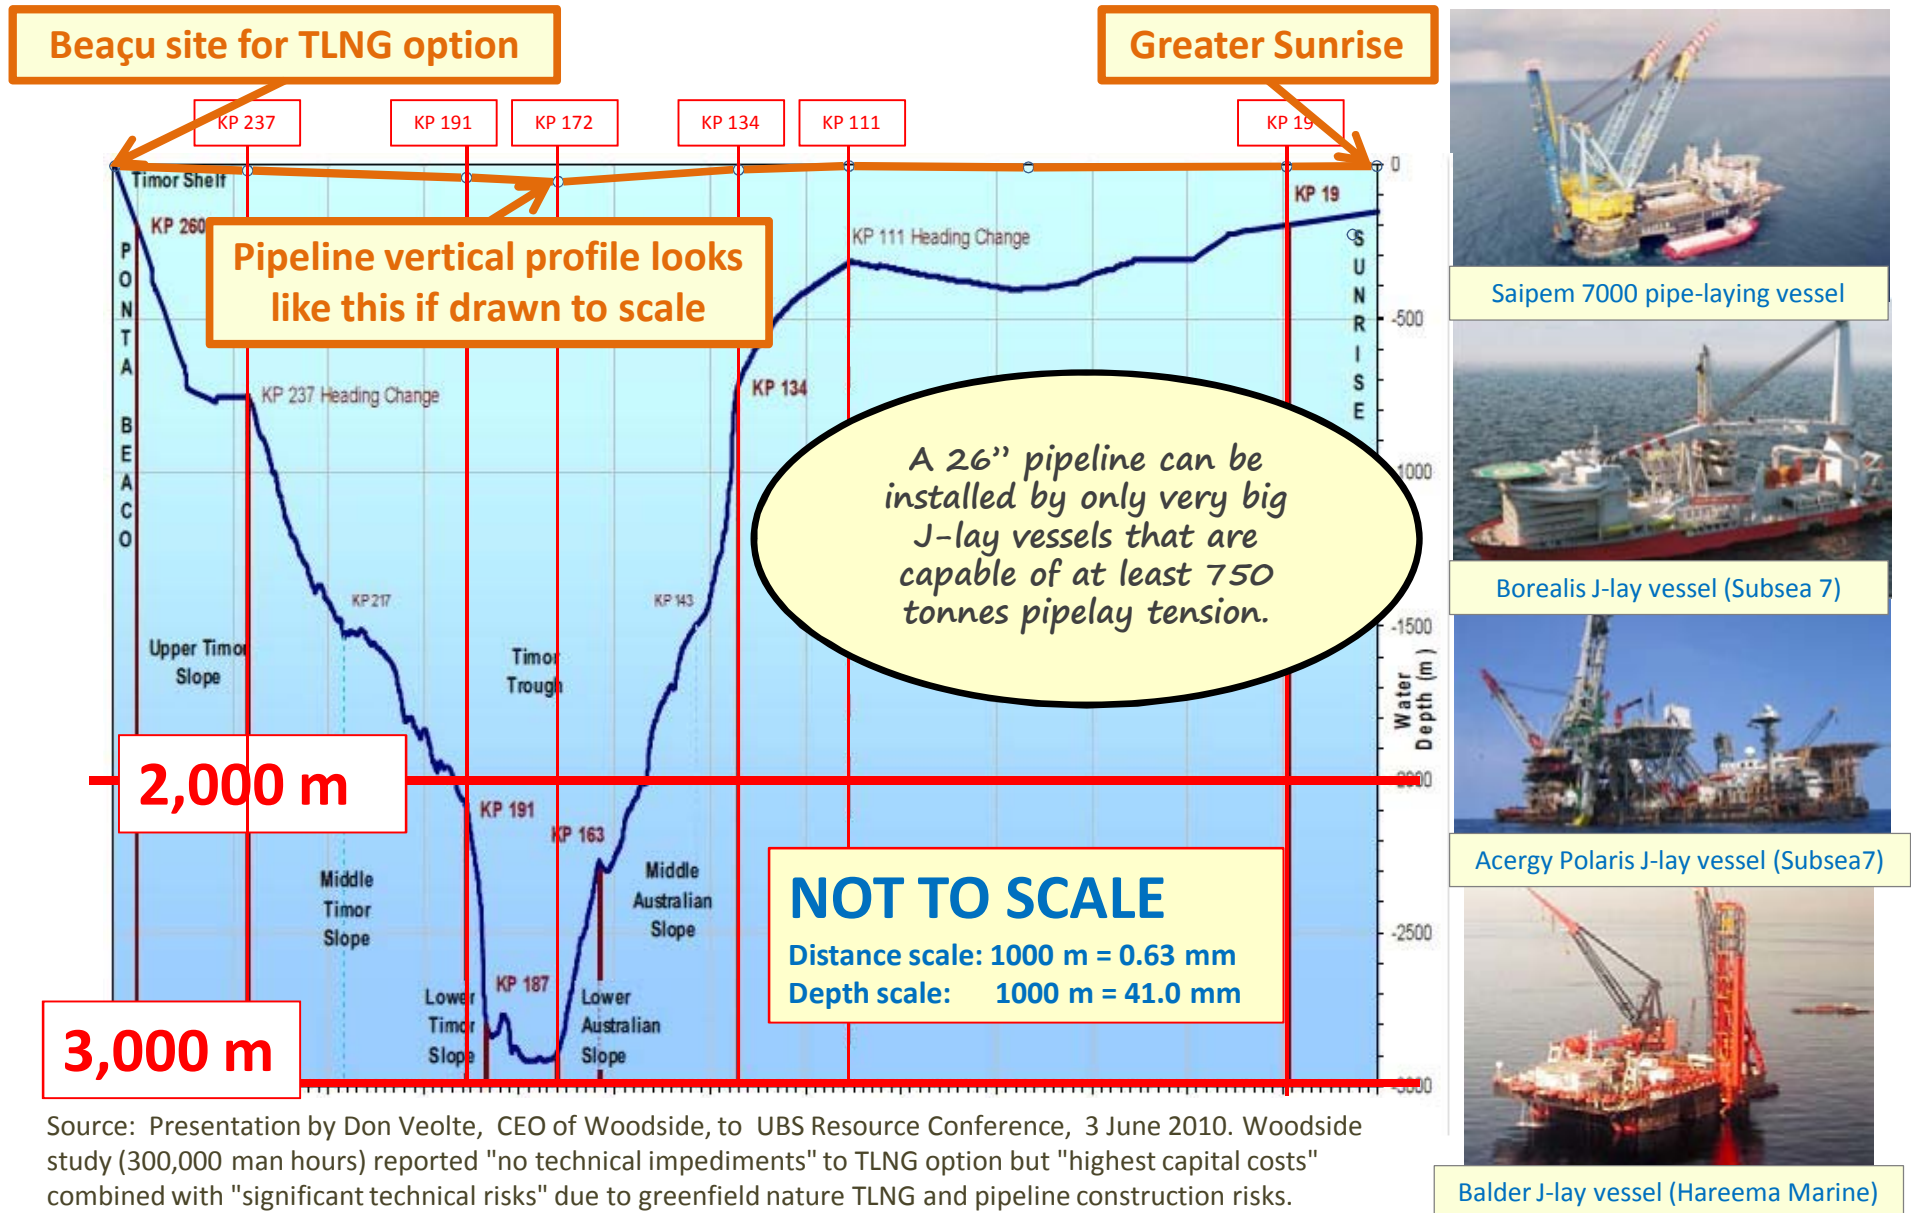 Beaçu site for TLNG option
Greater Sunrise
KP 237
KP 191
KP 172
KP 134
KP 111
KP 19
0
Timor Shelf
KP 19
KP 260
Pipeline vertical profile looks
like this if drawn to scale
KP 111 Heading Change
PONTA BEACO
SUNRISE
-500
KP 237 Heading Change
KP 134
A 26” pipeline can be
installed by only very big
J-lay vessels that are
capable of at least 750
tonnes pipelay tension.
1000
KP 217
KP 143
-1500
Upper Timor
Slope
Timor
Trough
Water
Depth (m)
2,000 m
-2000
KP 191
KP 163
Middle
Timor
Slope
Middle
Australian
Slope
NOT TO SCALE
Distance scale: 1000 m = 0.63 mm
Depth scale: 1000 m = 41.0 mm
-2500
KP 187
Lower
Timor
Slope
Lower
Australian
Slope
3,000 m
-3000
Saipem 7000 pipe-laying vessel
Borealis J-lay vessel (Subsea 7)
Acergy Polaris J-lay vessel (Subsea7)
Balder J-lay vessel (Hareema Marine)
Source: Presentation by Don Veolte, CEO of Woodside, to UBS Resource Conference, 3 June 2010. Woodside
study (300,000 man hours) reported "no technical impediments" to TLNG option but "highest capital costs"
combined with "significant technical risks" due to greenfield nature TLNG and pipeline construction risks.